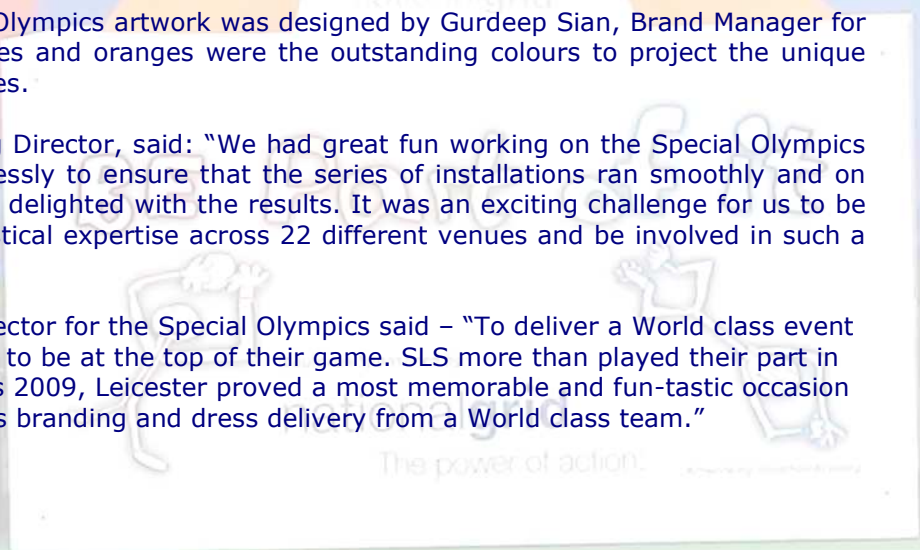 Olympics artwork was designed by Gurdeep Sian, Brand Manager for
es and oranges were the outstanding colours to project the unique
es.
Director, said: “We had great fun working on the Special Olympics
essly to ensure that the series of installations ran smoothly and on
delighted with the results. It was an exciting challenge for us to be
stical expertise across 22 different venues and be involved in such a
ector for the Special Olympics said – “To deliver a World class event
to be at the top of their game. SLS more than played their part in
s 2009, Leicester proved a most memorable and fun-tastic occasion
s branding and dress delivery from a World class team.”
BE Part of it
nationalgrid
The power of action.